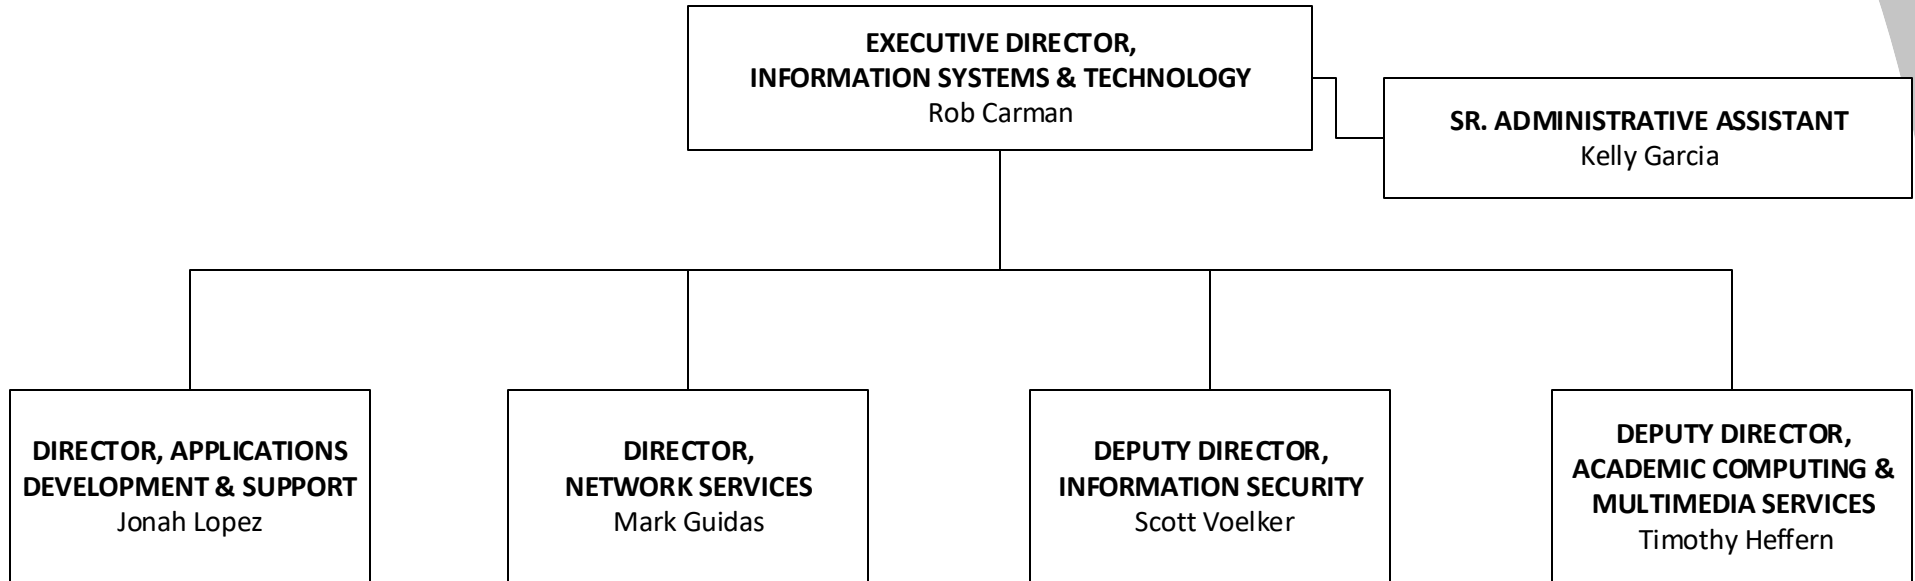 EXECUTIVE DIRECTOR,
INFORMATION SYSTEMS & TECHNOLOGY
Rob Carman
SR. ADMINISTRATIVE ASSISTANT
Kelly Garcia
DIRECTOR, APPLICATIONS
DEVELOPMENT & SUPPORT
Jonah Lopez
DIRECTOR,
NETWORK SERVICES
Mark Guidas
DEPUTY DIRECTOR,
INFORMATION SECURITY
Scott Voelker
DEPUTY DIRECTOR,
ACADEMIC COMPUTING &
MULTIMEDIA SERVICES
Timothy Heffern